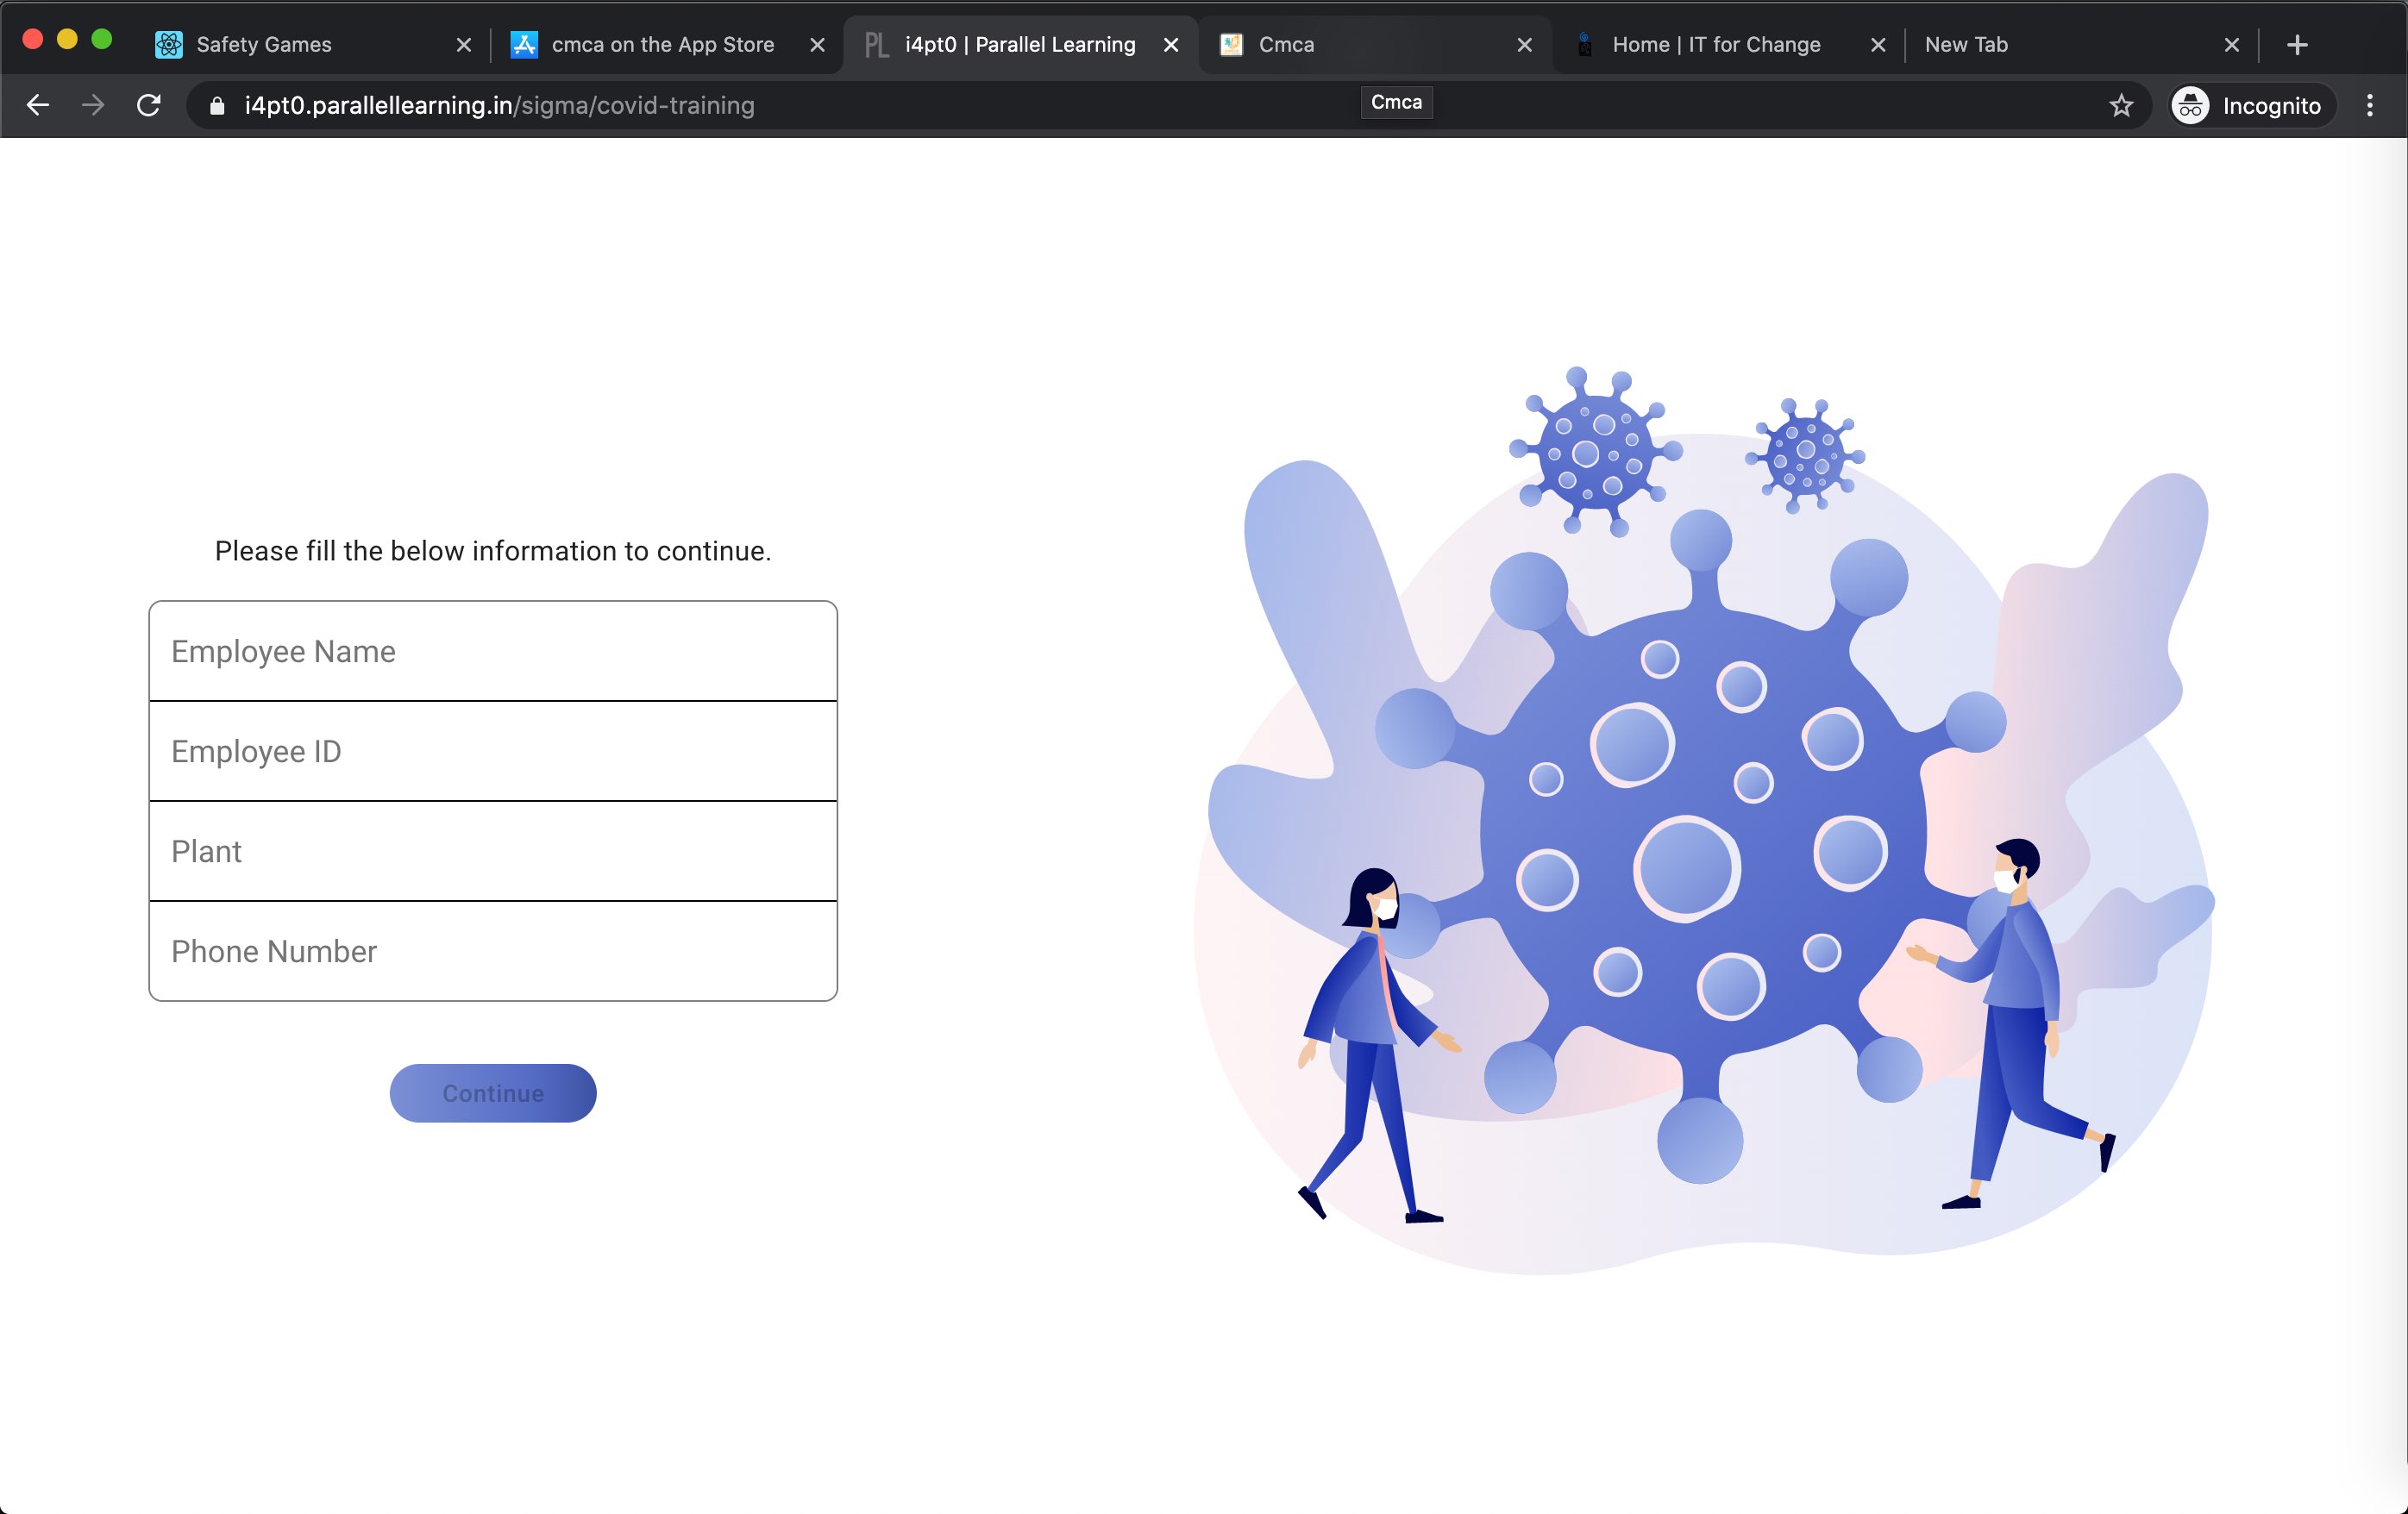 Safety Games
cmca on the App Store
PL i4pt0 | Parallel Learning
Cmca
Home | IT for Change
New Tab
i4pt0.parallellearning.in/sigma/covid-training
Cmca
Incognito
Please fill the below information to continue.
Employee Name
Employee ID
Plant
Phone Number
Continue